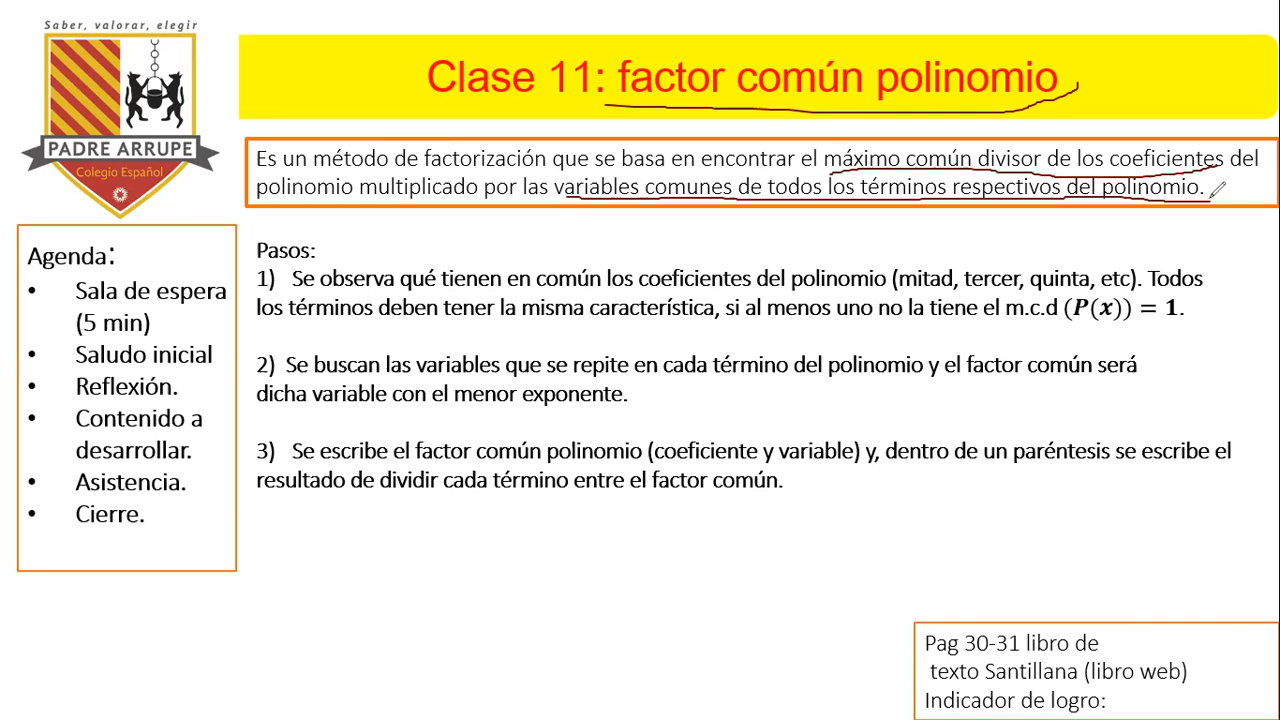 Saber, valorar, elegir
PADRE ARRUPE
Colegio Español
Clase 11: factor común polinomio
Es un método de factorización que se basa en encontrar el máximo común divisor de los coeficientes del
polinomio multiplicado por las variables comunes de todos los términos respectivos del polinomio.
Agenda:
• Sala de espera
(5 min)
• Saludo inicial
• Reflexión.
• Contenido a
desarrollar.
• Asistencia.
• Cierre.
Pasos:
1) Se observa qué tienen en común los coeficientes del polinomio (mitad, tercer, quinta, etc). Todos
los términos deben tener la misma característica, si al menos uno no la tiene el m.c.d (P(x)) = 1.
2) Se buscan las variables que se repite en cada término del polinomio y el factor común será
dicha variable con el menor exponente.
3) Se escribe el factor común polinomio (coeficiente y variable) y, dentro de un paréntesis se escribe el
resultado de dividir cada término entre el factor común.
Pag 30-31 libro de
texto Santillana (libro web)
Indicador de logro: